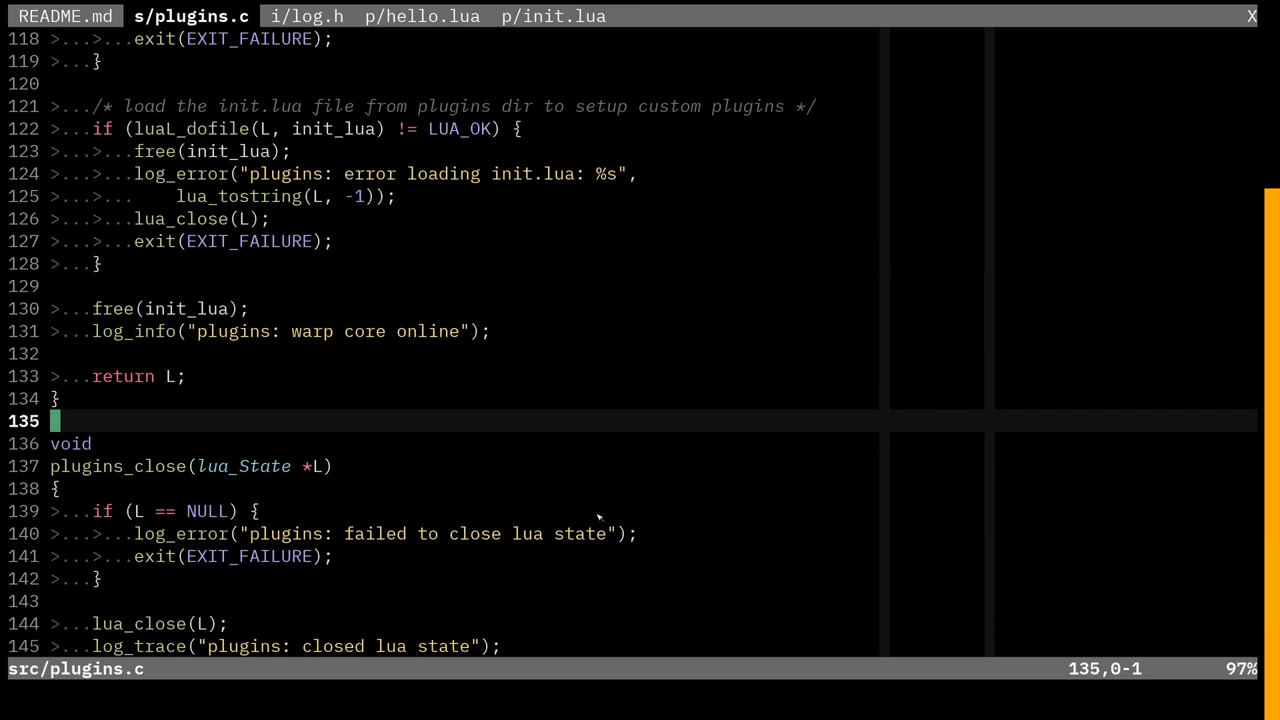 README.md s/plugins.c i/log.h p/hello.lua p/init.lua X
118 >...>...exit(EXIT_FAILURE);
119 >...}
120
121 >.../* load the init.lua file from plugins dir to setup custom plugins */
122 >...if (luaL_dofile(L, init_lua) != LUA_OK) {
123 >...>...free(init_lua);
124 >...>...log_error("plugins: error loading init.lua: %s",
125 >...>...    lua_tostring(L, -1));
126 >...>...lua_close(L);
127 >...>...exit(EXIT_FAILURE);
128 >...}
129
130 >...free(init_lua);
131 >...log_info("plugins: warp core online");
132
133 >...return L;
134 }
135
136 void
137 plugins_close(lua_State *L)
138 {
139 >...if (L == NULL) {
140 >...>...log_error("plugins: failed to close lua state");
141 >...>...exit(EXIT_FAILURE);
142 >...}
143
144 >...lua_close(L);
145 >...log_trace("plugins: closed lua state");
src/plugins.c 135,0-1 97%